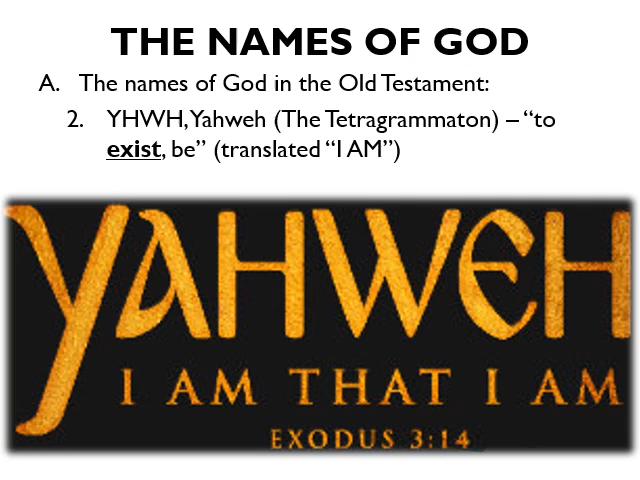 THE NAMES OF GOD
A. The names of God in the Old Testament:
2. YHWH, Yahweh (The Tetragrammaton) – “to
exist, be” (translated “I AM”)
YAHWEH
I AM THAT I AM
EXODUS 3:14